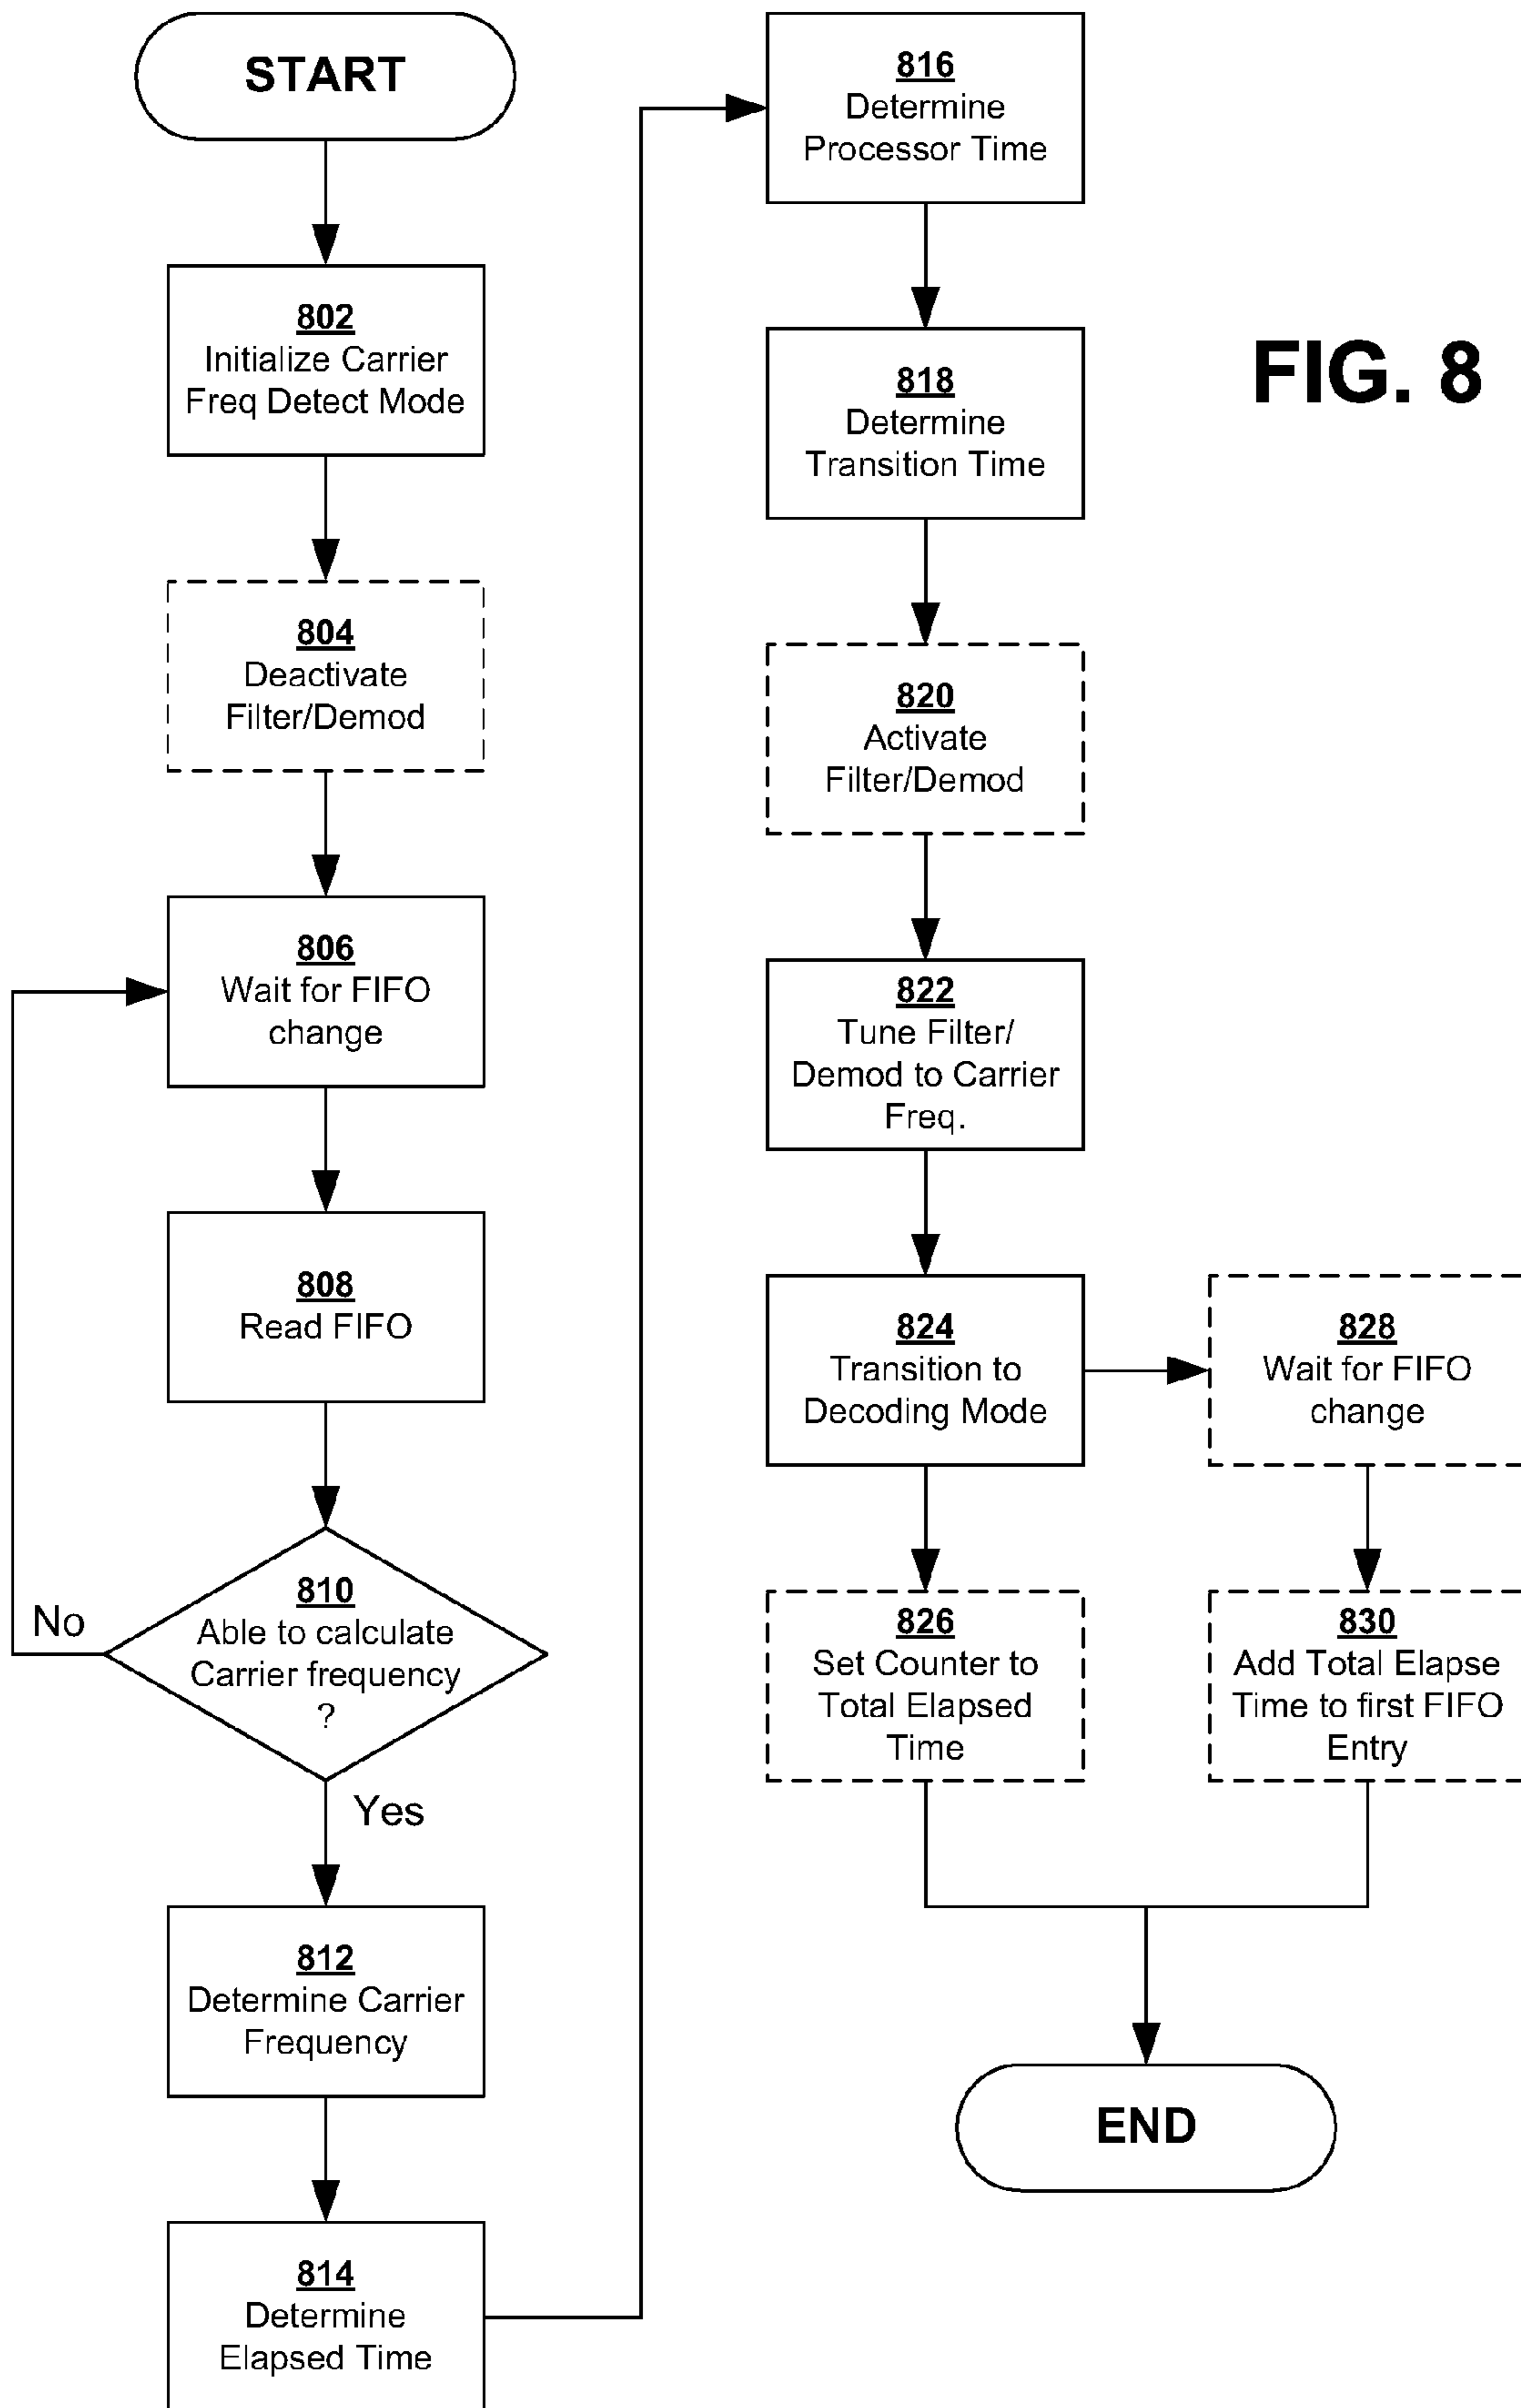 START
802
Initialize Carrier
Freq Detect Mode
804
Deactivate
Filter/Demod
806
Wait for FIFO
change
808
Read FIFO
810
Able to calculate
Carrier frequency
?
No
Yes
812
Determine Carrier
Frequency
814
Determine
Elapsed Time
816
Determine
Processor Time
818
Determine
Transition Time
820
Activate
Filter/Demod
822
Tune Filter/
Demod to Carrier
Freq.
824
Transition to
Decoding Mode
826
Set Counter to
Total Elapsed
Time
828
Wait for FIFO
change
830
Add Total Elapse
Time to first FIFO
Entry
END
FIG. 8